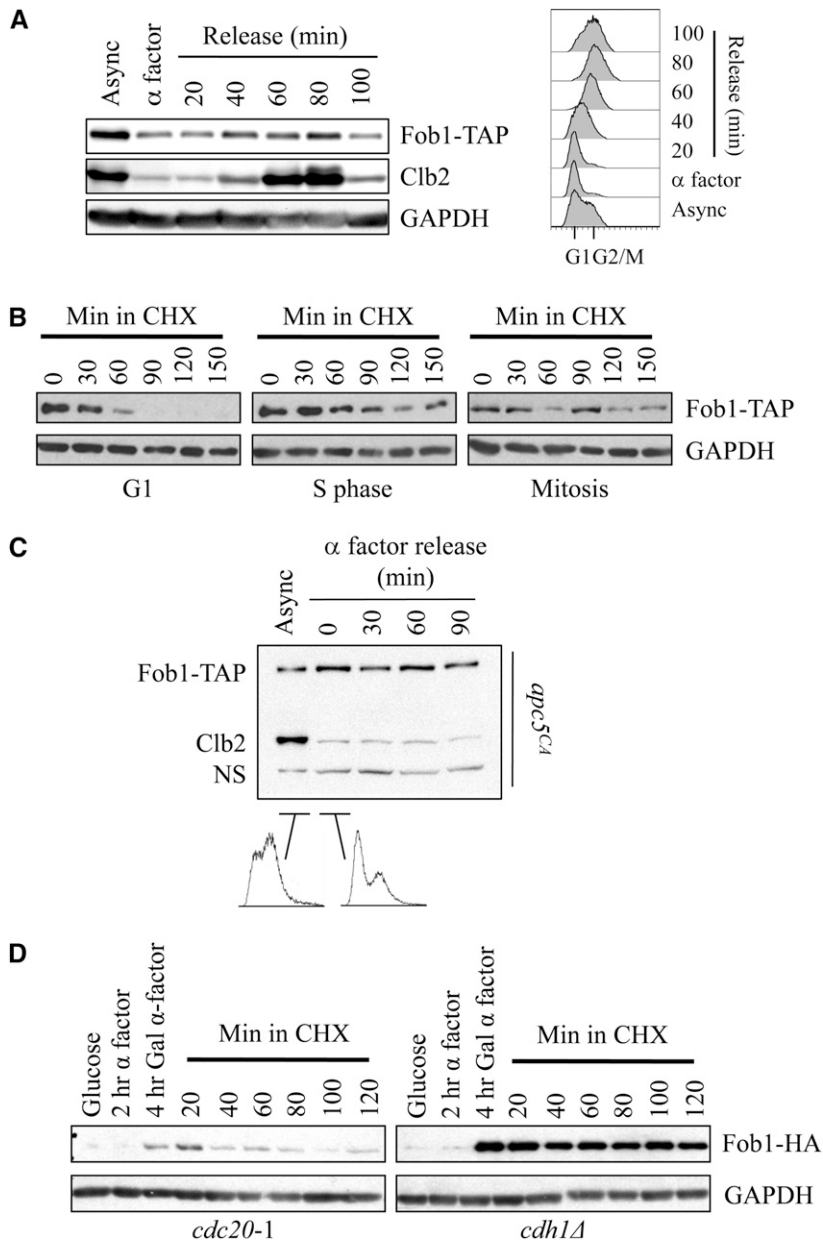 A
Async
α factor
Release (min)
20 40 60 80 100
Fob1-TAP
Clb2
GAPDH
100
80
60
40
20
Release (min)
α factor
Async
G1G2/M
B
Min in CHX Min in CHX Min in CHX
0 30 60 90 120 150 0 30 60 90 120 150 0 30 60 90 120 150
Fob1-TAP
GAPDH
G1 S phase Mitosis
C
α factor release
(min)
Async 0 30 60 90
Fob1-TAP
Clb2
NS
apc5CA
D
Glucose
2 hr α factor
4 hr Gal α-factor
Min in CHX
20 40 60 80 100 120
Glucose
2 hr α factor
4 hr Gal α factor
Min in CHX
20 40 60 80 100 120
Fob1-HA
GAPDH
cdc20-1 cdh1Δ